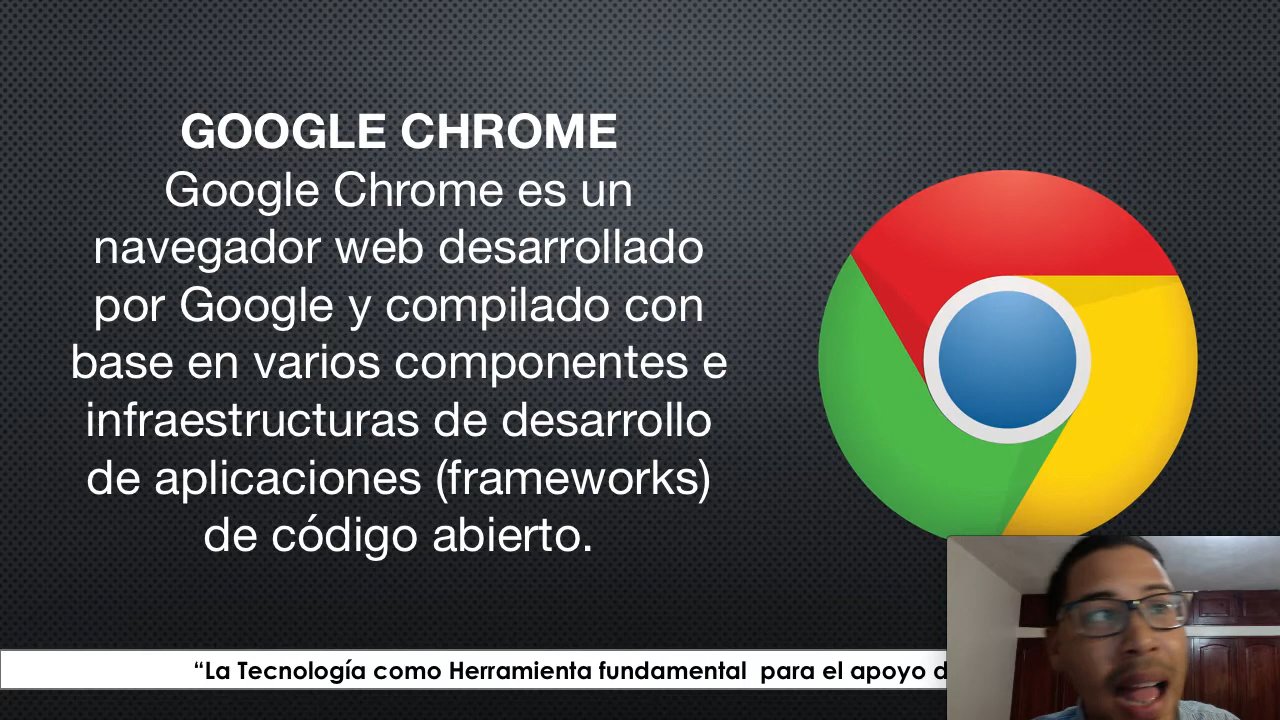 GOOGLE CHROME
Google Chrome es un
navegador web desarrollado
por Google y compilado con
base en varios componentes e
infraestructuras de desarrollo
de aplicaciones (frameworks)
de código abierto.
“La Tecnología como Herramienta fundamental  para el apoyo